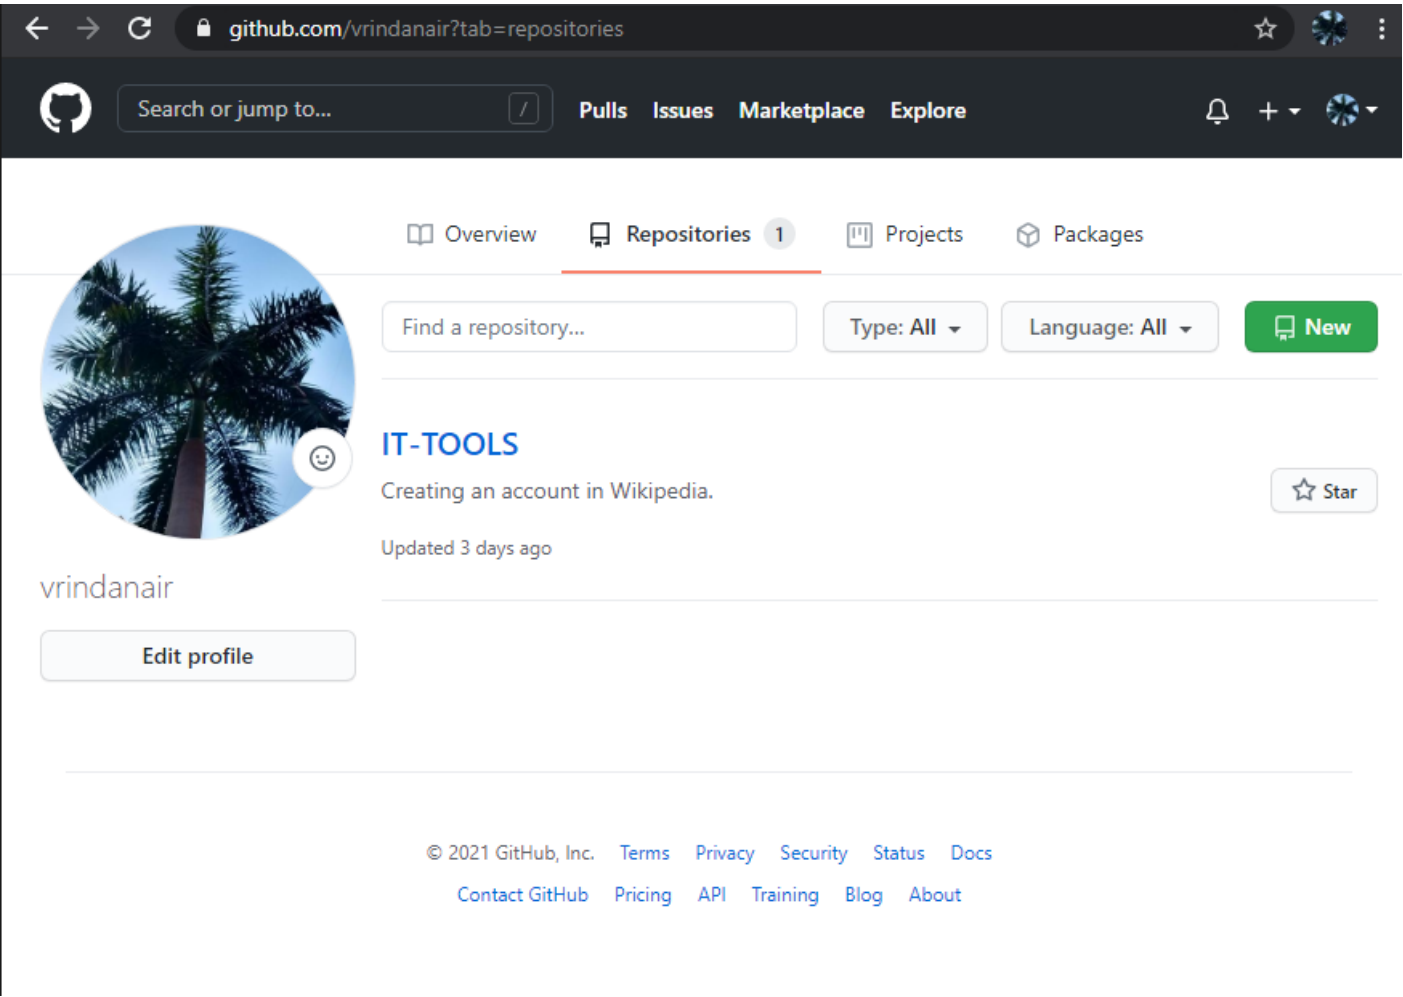 github.com/vrindanair?tab=repositories
Search or jump to... /
Pulls Issues Marketplace Explore
Overview Repositories 1 Projects Packages
Find a repository... Type: All Language: All New
IT-TOOLS
Creating an account in Wikipedia.
Star
Updated 3 days ago
vrindanair
Edit profile
© 2021 GitHub, Inc. Terms Privacy Security Status Docs
Contact GitHub Pricing API Training Blog About